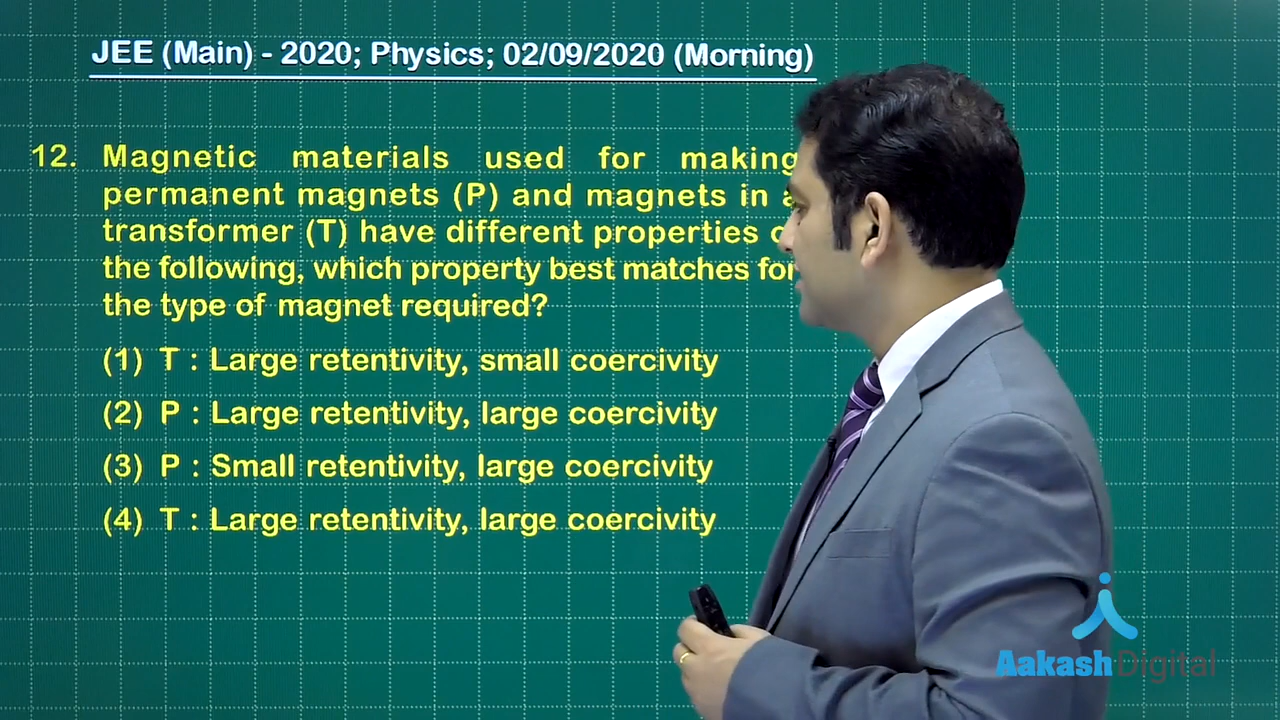 JEE (Main) - 2020; Physics; 02/09/2020 (Morning)
12. Magnetic materials used for making
permanent magnets (P) and magnets in
transformer (T) have different properties
the following, which property best matches for
the type of magnet required?
(1) T : Large retentivity, small coercivity
(2) P : Large retentivity, large coercivity
(3) P : Small retentivity, large coercivity
(4) T : Large retentivity, large coercivity
Aakash Digital